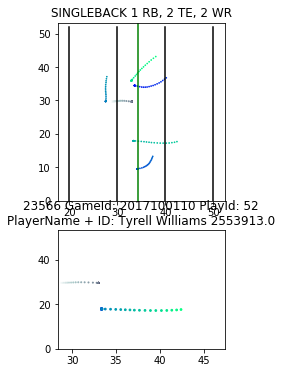 SINGLEBACK 1 RB, 2 TE, 2 WR
50
40
30
20
10
0
20 30 40 50
23566 GameId: 2017100110 PlayId: 52
PlayerName + ID: Tyrell Williams 2553913.0
40
20
0
30 35 40 45